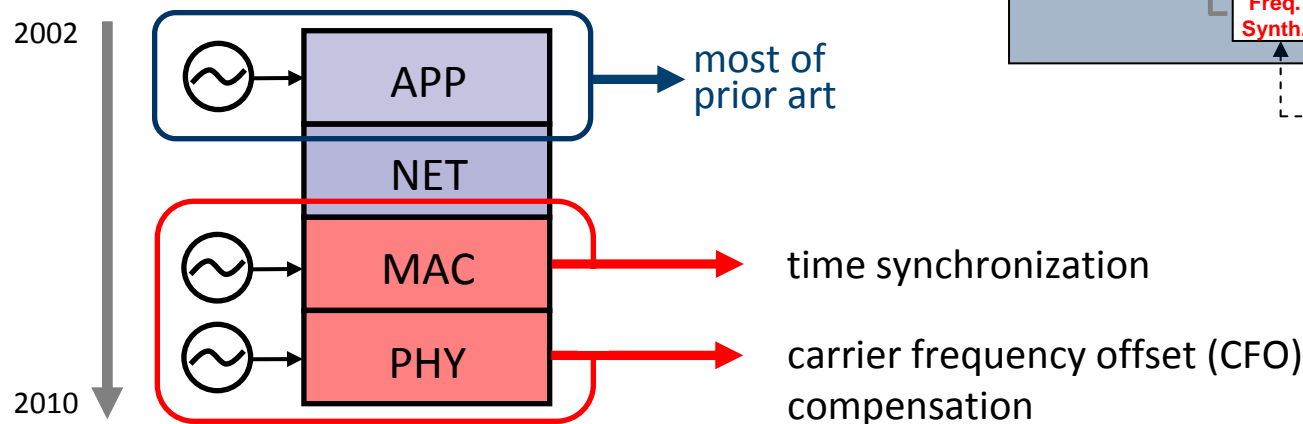 2002
Freq.
Synth.
APP
most of
prior art
NET
MAC
time synchronization
PHY
carrier frequency offset (CFO)
compensation
2010